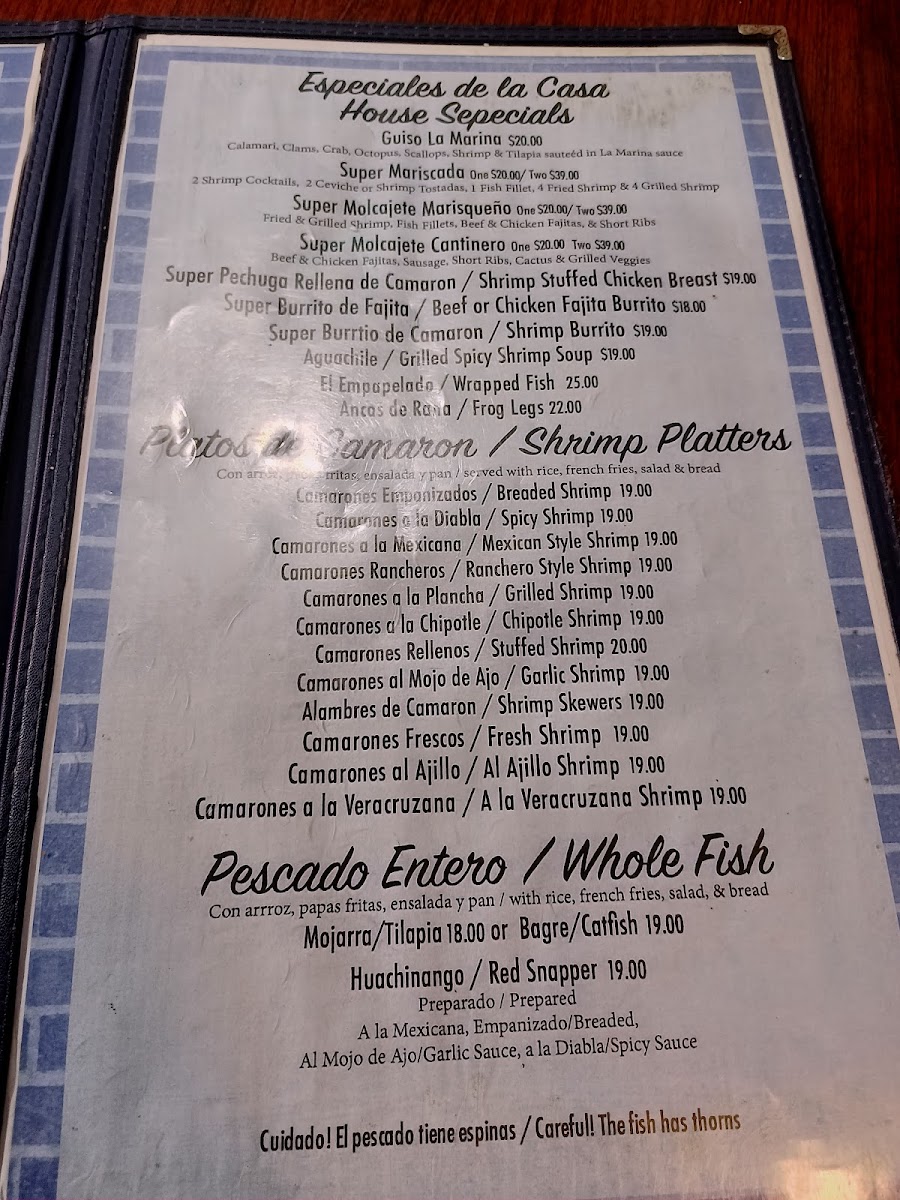 Especiales de la Casa
House Sepecials
Guiso La Marina $20.00
Calamari, Clams, Crab, Octopus, Scallops, Shrimp & Tilapia sauteéd in La Marina sauce
Super Mariscada One $20.00/ Two $39.00
2 Shrimp Cocktails, 2 Ceviche or Shrimp Tostadas, 1 Fish Fillet, 4 Fried Shrimp & 4 Grilled Shrimp
Super Molcajete Marisqueño One $20.00/ Two $39.00
Fried & Grilled Shrimp, Fish Fillets, Beef & Chicken Fajitas, & Short Ribs
Super Molcajete Cantinero One $20.00 Two $39.00
Beef & Chicken Fajitas, Sausage, Short Ribs, Cactus & Grilled Veggies
Super Pechuga Rellena de Camaron / Shrimp Stuffed Chicken Breast $19.00
Super Burrito de Fajita / Beef or Chicken Fajita Burrito $18.00
Super Burrtio de Camaron / Shrimp Burrito $19.00
Aguachile / Grilled Spicy Shrimp Soup $19.00
El Empapelado / Wrapped Fish 25.00
Ancas de Rana / Frog Legs 22.00
Platos de Camaron / Shrimp Platters
Con arroz, fritas, ensalada y pan / served with rice, french fries, salad & bread
Camarones Emponizados / Breaded Shrimp 19.00
Camarones a la Diabla / Spicy Shrimp 19.00
Camarones a la Mexicana / Mexican Style Shrimp 19.00
Camarones Rancheros / Ranchero Style Shrimp 19.00
Camarones a la Plancha / Grilled Shrimp 19.00
Camarones a la Chipotle / Chipotle Shrimp 19.00
Camarones Rellenos / Stuffed Shrimp 20.00
Camarones al Mojo de Ajo / Garlic Shrimp 19.00
Alambres de Camaron / Shrimp Skewers 19.00
Camarones Frescos / Fresh Shrimp 19.00
Camarones al Ajillo / Al Ajillo Shrimp 19.00
Camarones a la Veracruzana / A la Veracruzana Shrimp 19.00
Pescado Entero / Whole Fish
Con arrroz, papas fritas, ensalada y pan / with rice, french fries, salad, & bread
Mojarra/Tilapia 18.00 or Bagre/Catfish 19.00
Huachinango / Red Snapper 19.00
Preparado / Prepared
A la Mexicana, Empanizado/Breaded,
Al Mojo de Ajo/Garlic Sauce, a la Diabla/Spicy Sauce
Cuidado! El pescado tiene espinas / Careful! The fish has thorns